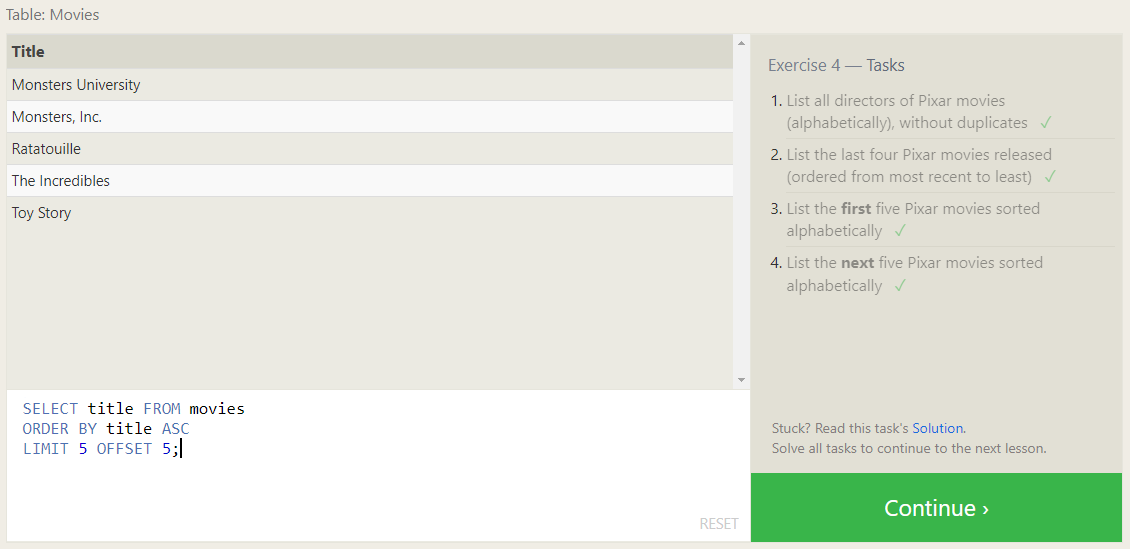 Table: Movies
Title
Monsters University
Monsters, Inc.
Ratatouille
The Incredibles
Toy Story
SELECT title FROM movies
ORDER BY title ASC
LIMIT 5 OFFSET 5;
RESET
Exercise 4 — Tasks
1. List all directors of Pixar movies
(alphabetically), without duplicates ✓
2. List the last four Pixar movies released
(ordered from most recent to least) ✓
3. List the first five Pixar movies sorted
alphabetically ✓
4. List the next five Pixar movies sorted
alphabetically ✓
Stuck? Read this task's Solution.
Solve all tasks to continue to the next lesson.
Continue ›